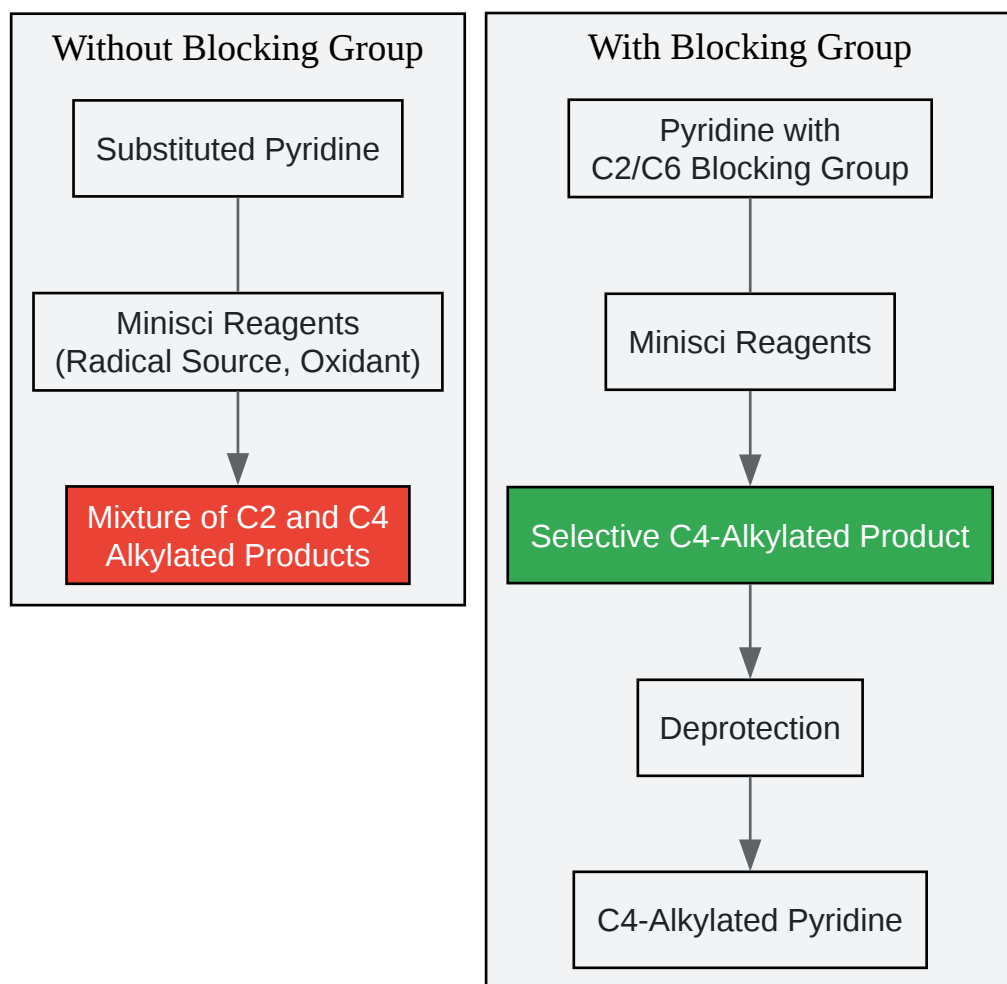 Without Blocking Group
Substituted Pyridine
Minisci Reagents
(Radical Source, Oxidant)
Mixture of C2 and C4
Alkylated Products
With Blocking Group
Pyridine with
C2/C6 Blocking Group
Minisci Reagents
Selective C4-Alkylated Product
Deprotection
C4-Alkylated Pyridine